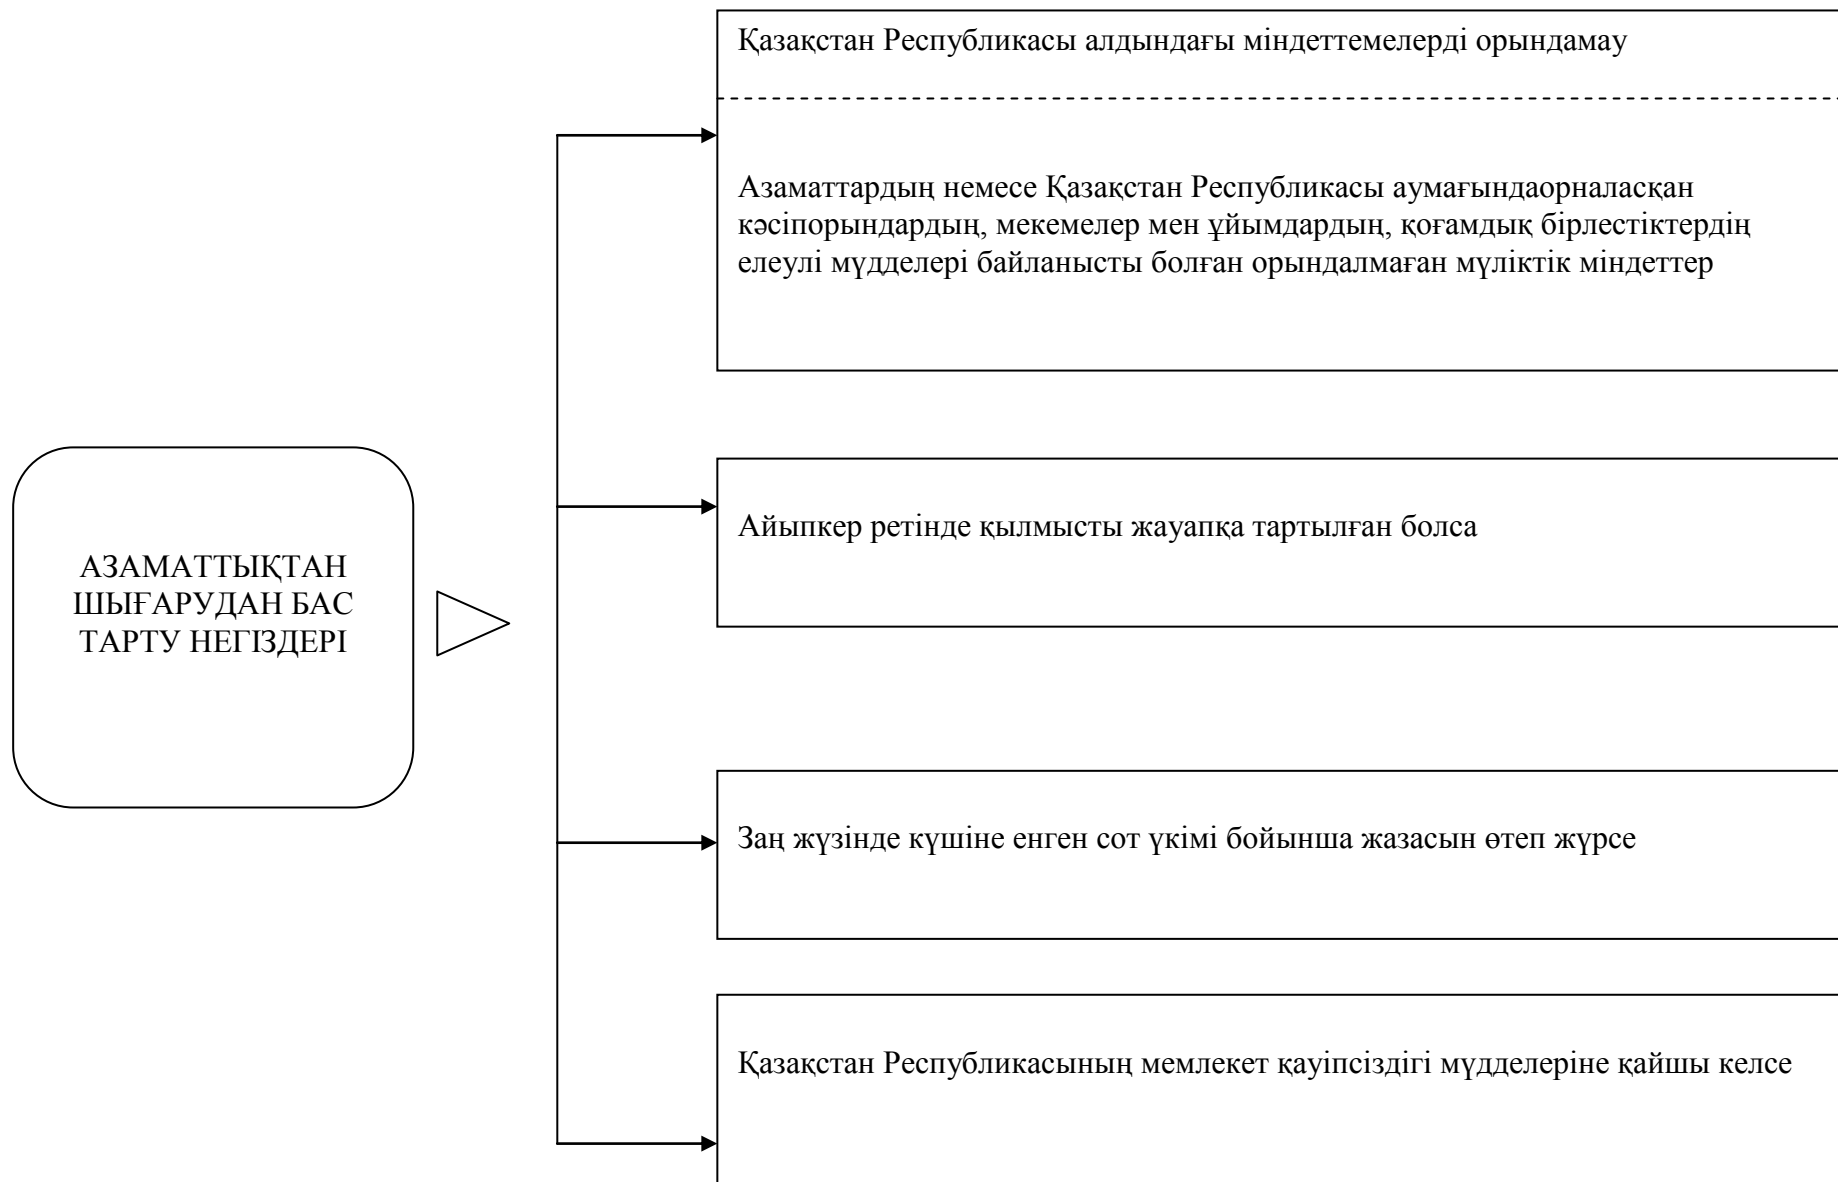 Қазақстан Республикасы алдындағы міндеттемелерді орындамау
Азаматтардың немесе Қазақстан Республикасы аумағындаорналасқан
кәсіпорындардың, мекемелер мен ұйымдардың, қоғамдық бірлестіктердің
елеулі мүдделері байланысты болған орындалмаған мүліктік міндеттер
АЗАМАТТЫҚТАН
ШЫҒАРУДАН БАС
ТАРТУ НЕГІЗДЕРІ
Айыпкер ретінде қылмысты жауапқа тартылған болса
Заң жүзінде күшіне енген сот үкімі бойынша жазасын өтеп жүрсе
Қазақстан Республикасының мемлекет қауіпсіздігі мүдделеріне қайшы келсе